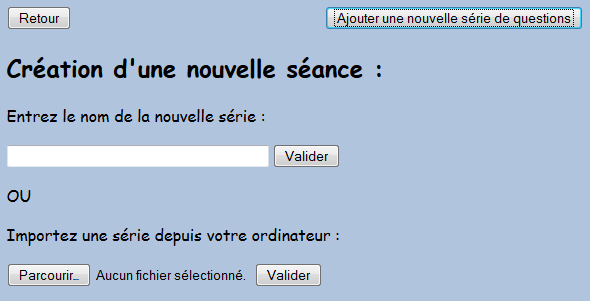 Retour Ajouter une nouvelle série de questions
Création d'une nouvelle séance :
Entrez le nom de la nouvelle série :
Valider
OU
Importez une série depuis votre ordinateur :
Parcourir... Aucun fichier sélectionné. Valider